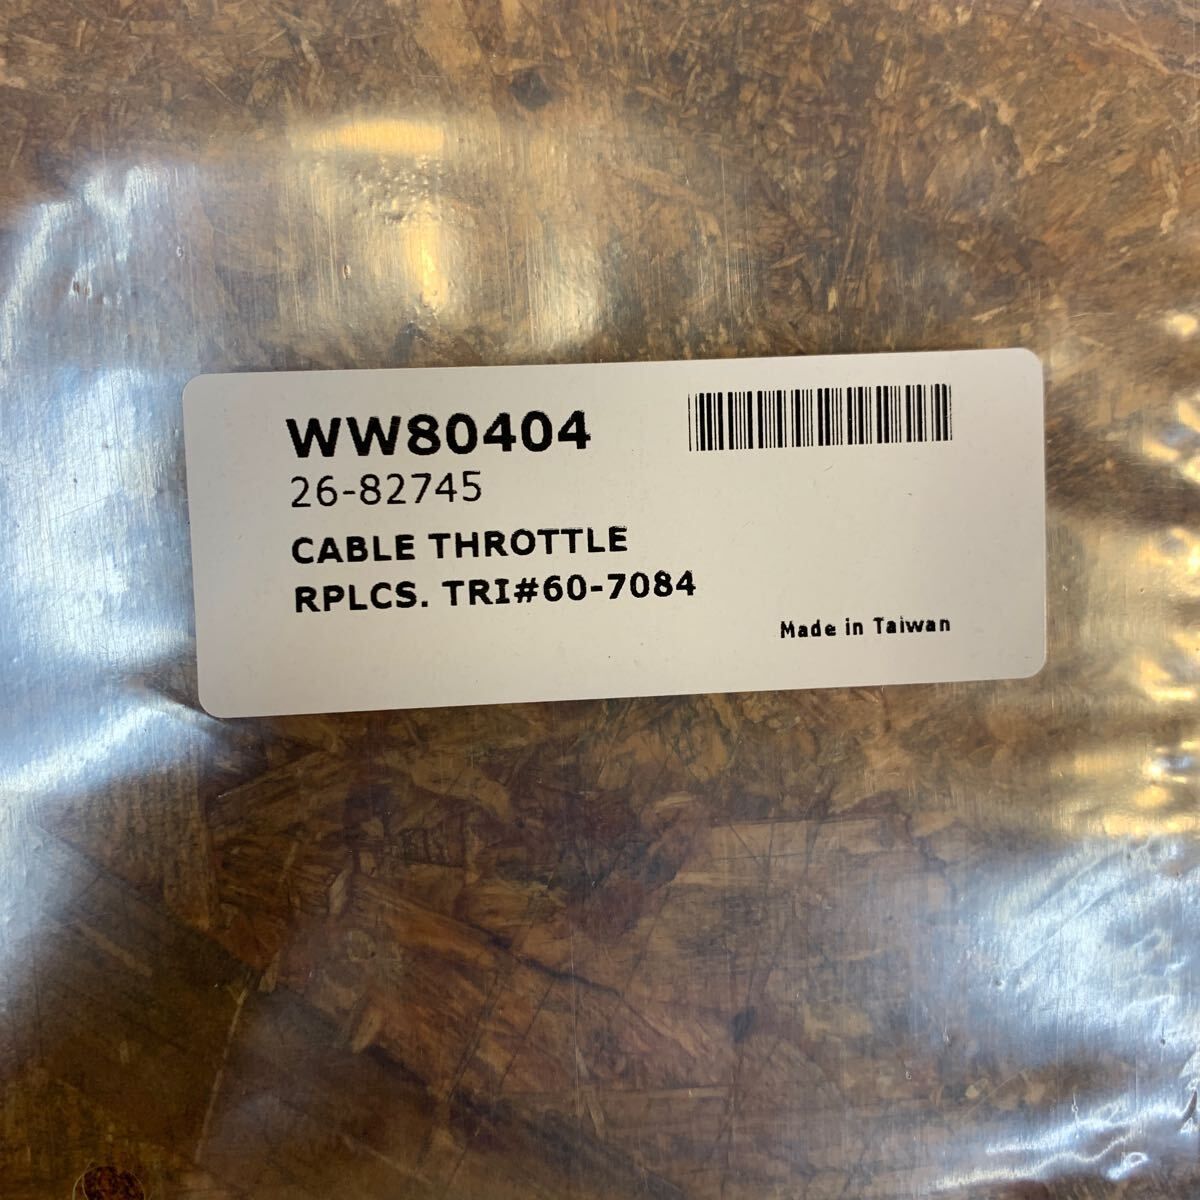 WW80404
26-82745
CABLE THROTTLE
RPLCS. TRI#60-7084
Made in Taiwan